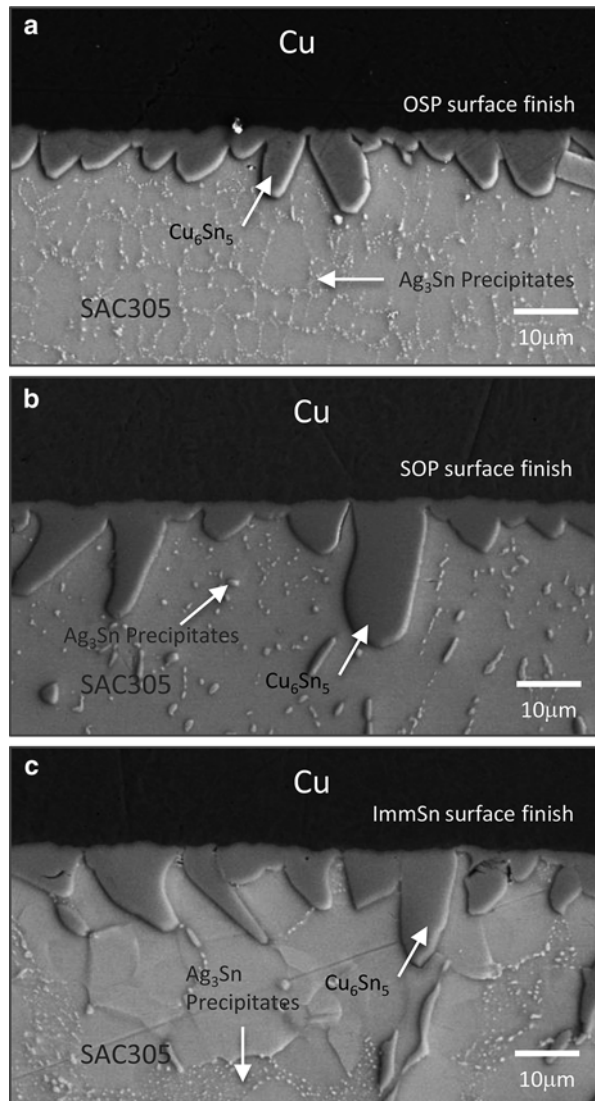 a
Cu
OSP surface finish
Cu₆Sn₅
Ag₃Sn Precipitates
SAC305
10μm
b
Cu
SOP surface finish
Ag₃Sn Precipitates
Cu₆Sn₅
SAC305
10μm
c
Cu
ImmSn surface finish
Ag₃Sn
Precipitates
Cu₆Sn₅
SAC305
10μm